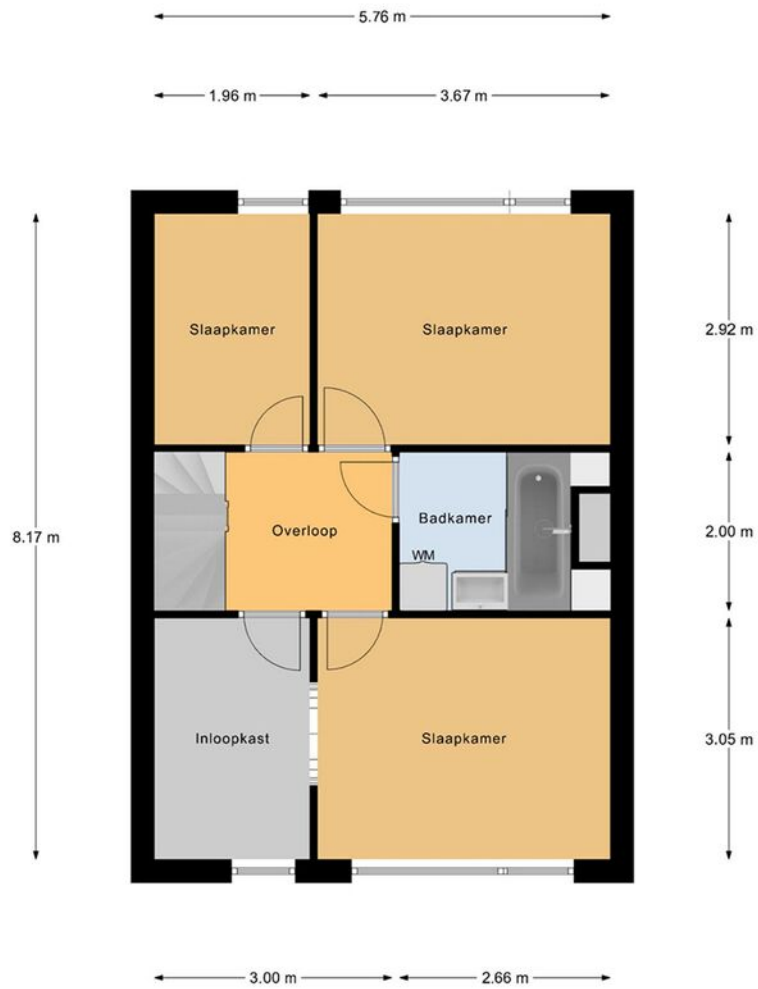 5.76 m
1.96 m
3.67 m
Slaapkamer
Slaapkamer
2.92 m
8.17 m
Overloop
Badkamer
WM
2.00 m
Inloopkast
Slaapkamer
3.05 m
3.00 m
2.66 m